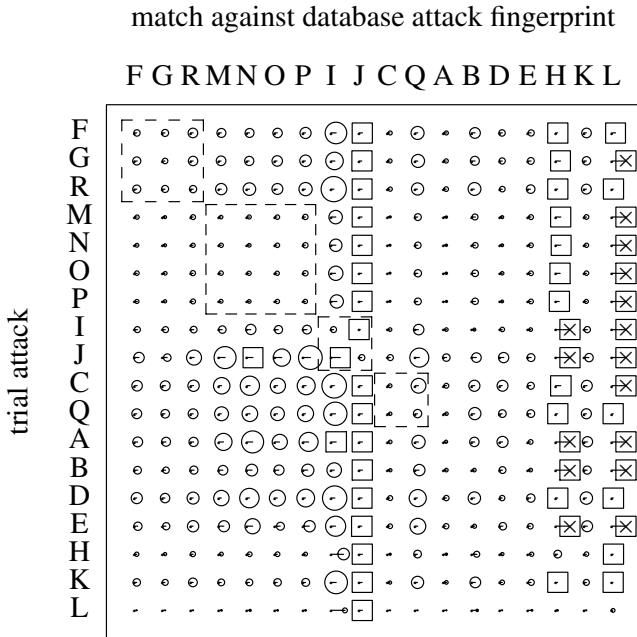 match against database attack fingerprint
F G R M N O P I J C Q A B D E H K L
trial attack
F
G
R
M
N
O
P
I
J
C
Q
A
B
D
E
H
K
L